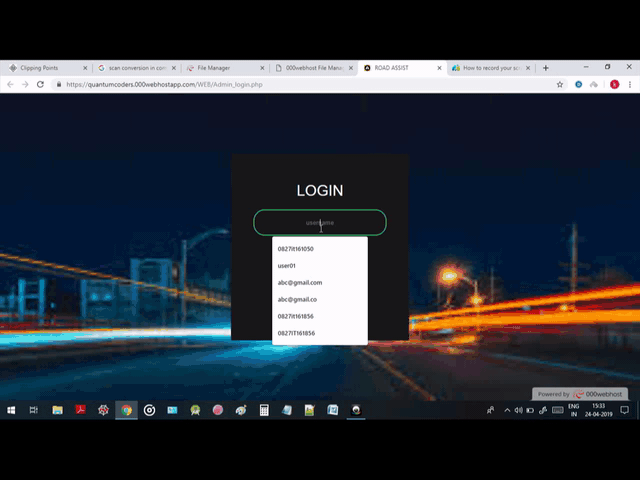 Clipping Points
scan conversion in com
File Manager
000webhost File Mana
ROAD ASSIST
How to record your scr
https://quantumcoders.000webhostapp.com/WEB/Admin_login.php
LOGIN
username
0827it161050
user01
abc@gmail.com
abc@gmail.co
0827it161856
0827IT161856
Powered by 000webhost
ENG
IN
15:33
24-04-2019